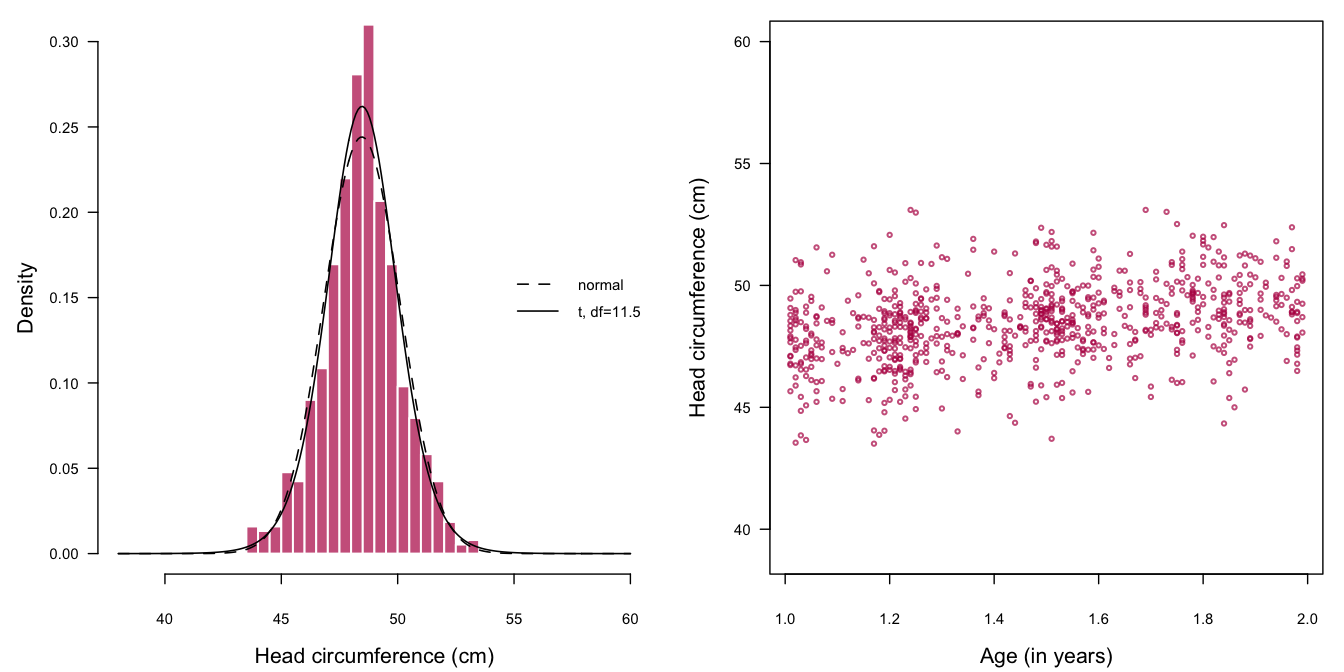 0.30
0.25
0.20
0.15
0.10
0.05
0.00
Density
normal
t, df=11.5
40 45 50 55 60
Head circumference (cm)
60
55
50
45
40
Head circumference (cm)
1.0 1.2 1.4 1.6 1.8 2.0
Age (in years)